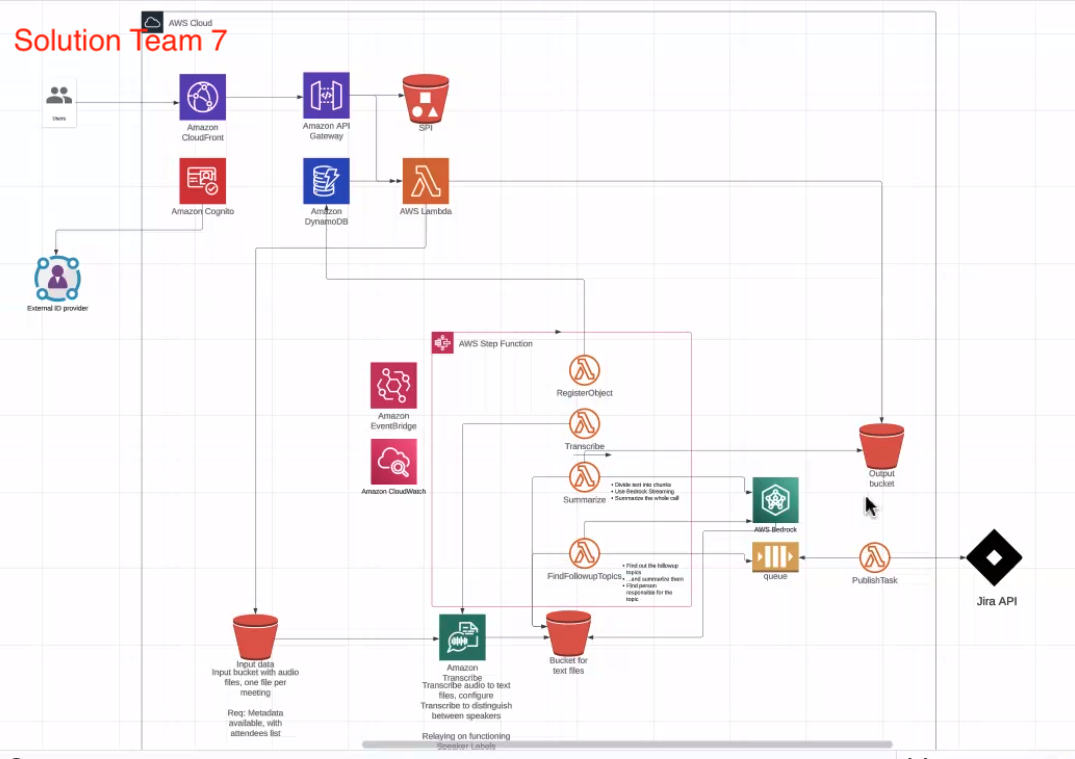 AWS Cloud
Solution Team 7
Users
Amazon
CloudFront
Amazon API
Gateway
SPI
Amazon Cognito
Amazon
DynamoDB
AWS Lambda
External ID provider
AWS Step Function
RegisterObject
Amazon
EventBridge
Transcribe
Amazon CloudWatch
Summarize
• Divide text into chunks
• Use Bedrock Streaming
• Summarize the whole call
Output
bucket
AWS Bedrock
FindFollowupTopics
• Find out the followup
topics
• ...and summarize them
• Find person
responsible for the
topic
queue
PublishTask
Jira API
Input data
Input bucket with audio
files, one file per
meeting
Req: Metadata
available, with
attendees list
Amazon
Transcribe
Transcribe audio to text
files, configure
Transcribe to distinguish
between speakers
Relaying on functioning
Speaker Labels
Bucket for
text files